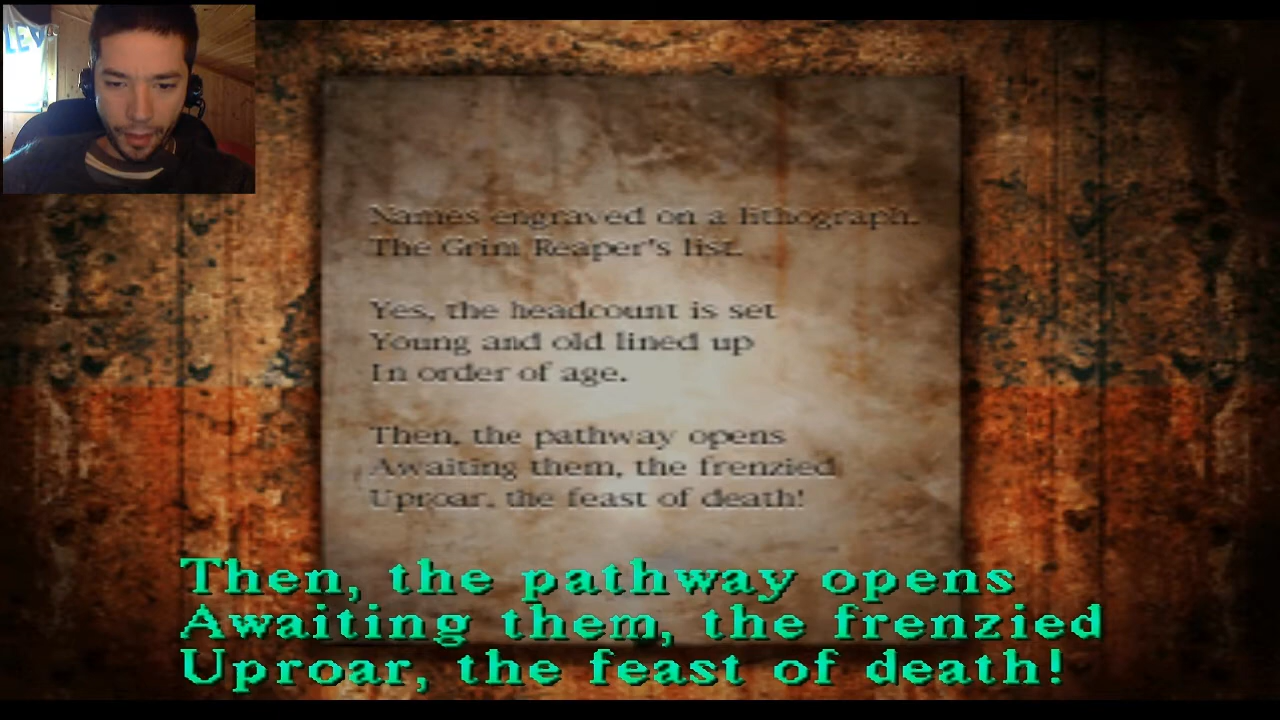 LEV
Names engraved on a lithograph.
The Grim Reaper's list.
Yes, the headcount is set
Young and old lined up
In order of age.
Then, the pathway opens
Awaiting them, the frenzied
Uproar, the feast of death!
Then, the pathway opens
Awaiting them, the frenzied
Uproar, the feast of death!